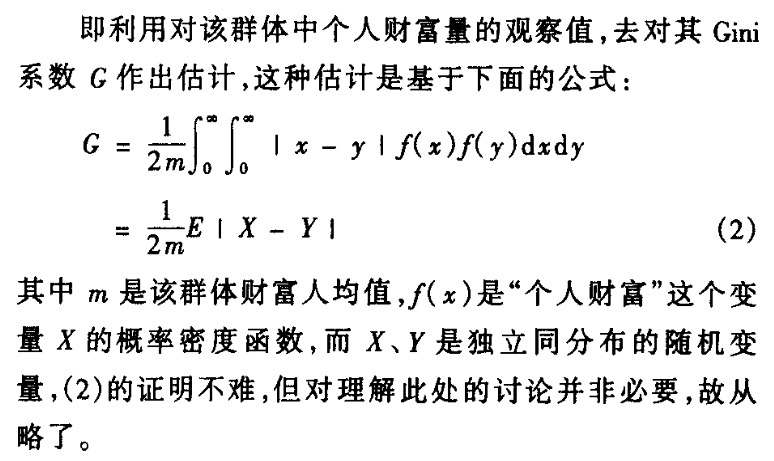 即利用对该群体中个人财富量的观察值,去对其 Gini
系数 G 作出估计,这种估计是基于下面的公式:
G = \frac{1}{2m}\int_0^\infty\int_0^\infty | x - y | f(x)f(y)dxdy
= \frac{1}{2m}E | X - Y | (2)
其中 m 是该群体财富人均值,f(x)是“个人财富”这个变
量 X 的概率密度函数,而 X、Y 是独立同分布的随机变
量,(2)的证明不难,但对理解此处的讨论并非必要,故从
略了。